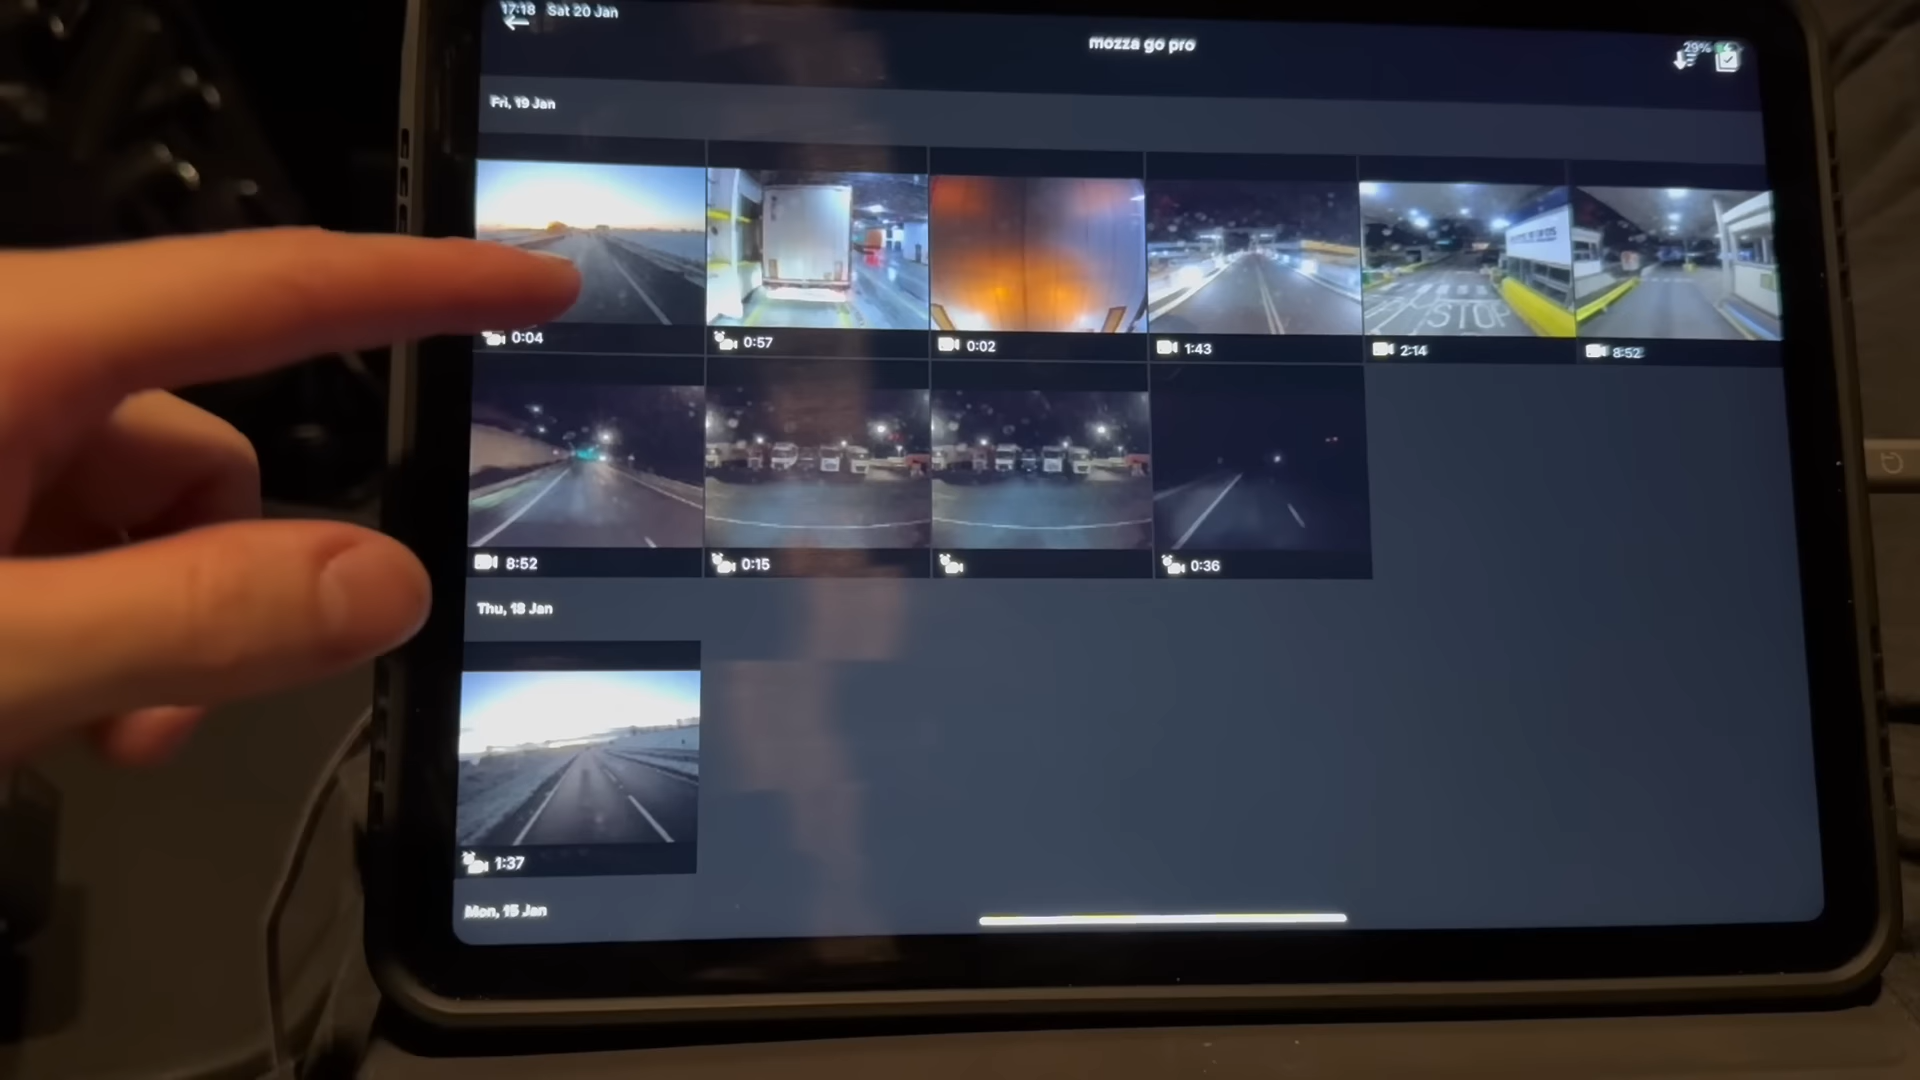 17:18 Sat 20 Jan
mozza go pro
29%
Fri, 19 Jan
STOP
0:04
0:57
0:02
1:43
2:14
8:52
8:52
0:15
0:36
Thu, 18 Jan
1:37
Mon, 15 Jan